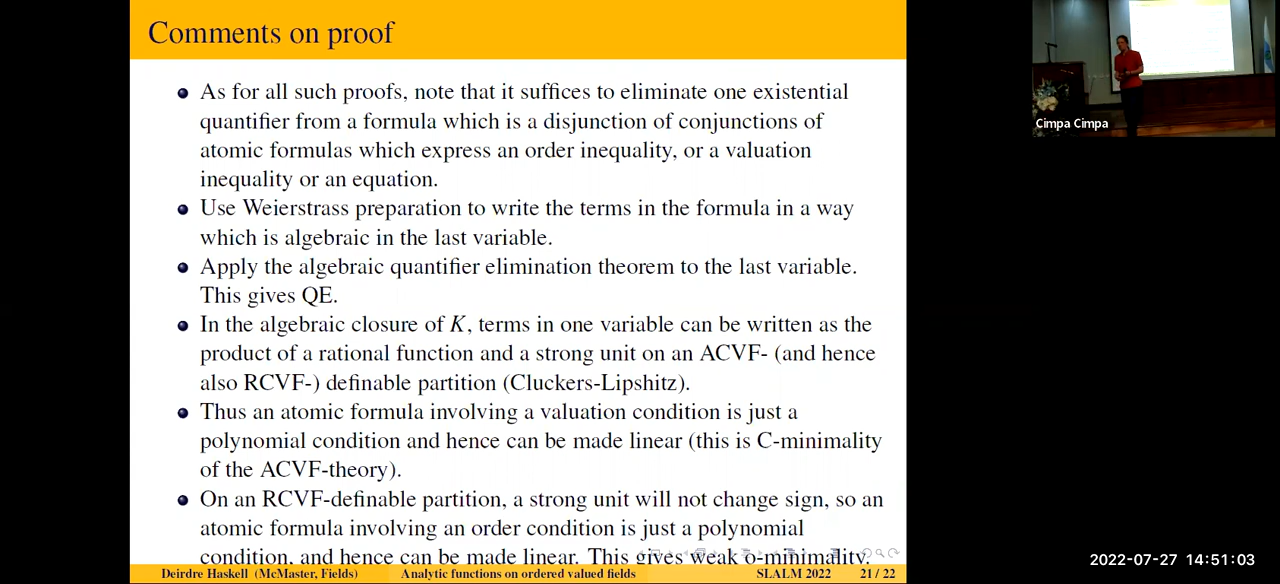 Comments on proof
As for all such proofs, note that it suffices to eliminate one existential
quantifier from a formula which is a disjunction of conjunctions of
atomic formulas which express an order inequality, or a valuation
inequality or an equation.
Use Weierstrass preparation to write the terms in the formula in a way
which is algebraic in the last variable.
Apply the algebraic quantifier elimination theorem to the last variable.
This gives QE.
In the algebraic closure of K, terms in one variable can be written as the
product of a rational function and a strong unit on an ACVF- (and hence
also RCVF-) definable partition (Cluckers-Lipshitz).
Thus an atomic formula involving a valuation condition is just a
polynomial condition and hence can be made linear (this is C-minimality
of the ACVF-theory).
On an RCVF-definable partition, a strong unit will not change sign, so an
atomic formula involving an order condition is just a polynomial
condition, and hence can be made linear. This gives weak o-minimality.
Deirdre Haskell (McMaster, Fields) Analytic functions on ordered valued fields SLALM 2022 21 / 22
Cimpa Cimpa
2022-07-27 14:51:03